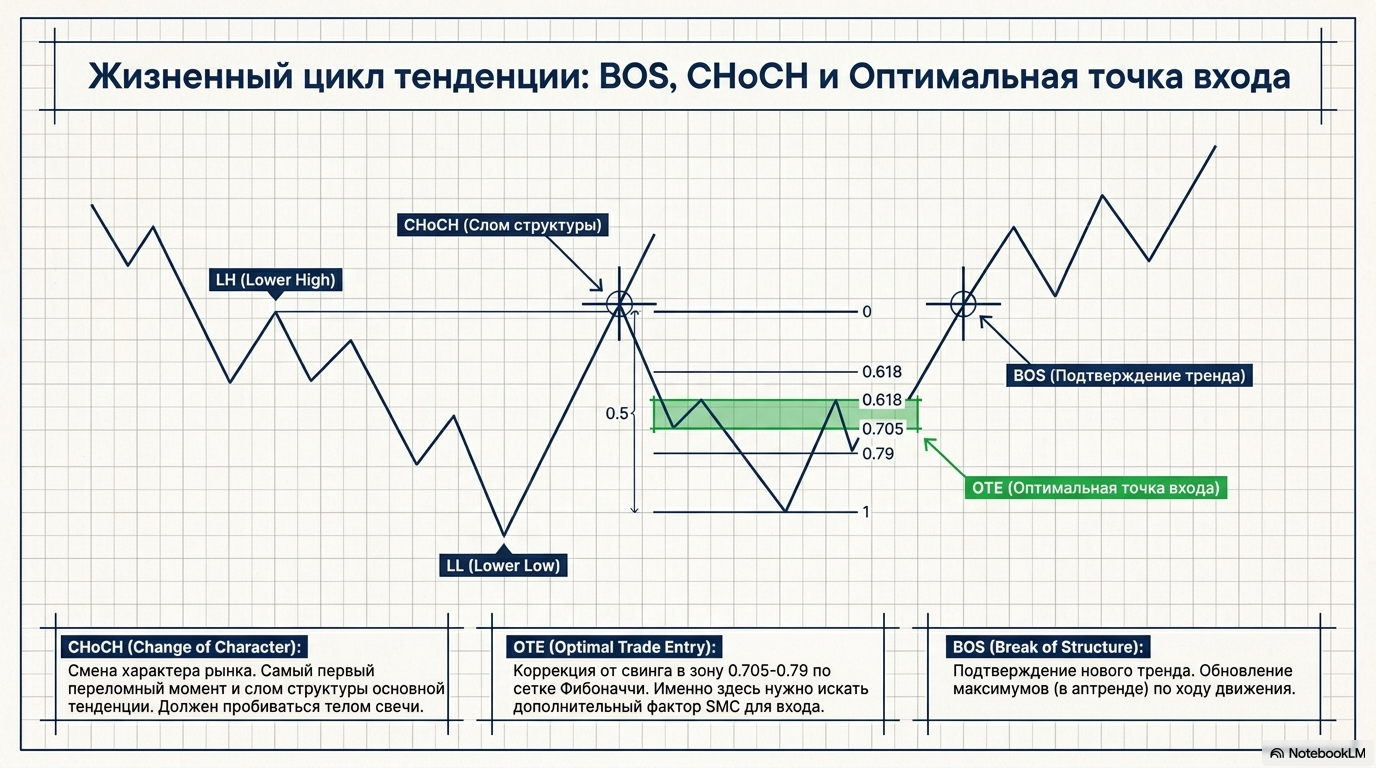 Жизненный цикл тенденции: BOS, CHoCH и Оптимальная точка входа
CHoCH (Слом структуры)
LH (Lower High)
0
0.618
BOS (Подтверждение тренда)
0.618
0.5
0.705
0.79
OTE (Оптимальная точка входа)
1
LL (Lower Low)
CHoCH (Change of Character):
Смена характера рынка. Самый первый
переломный момент и слом структуры основной
тенденции. Должен пробиваться телом свечи.
OTE (Optimal Trade Entry):
Коррекция от свинга в зону 0.705-0.79 по
сетке Фибоначчи. Именно здесь нужно искать
дополнительный фактор SMC для входа.
BOS (Break of Structure):
Подтверждение нового тренда. Обновление
максимумов (в аптренде) по ходу движения.
NotebookLM